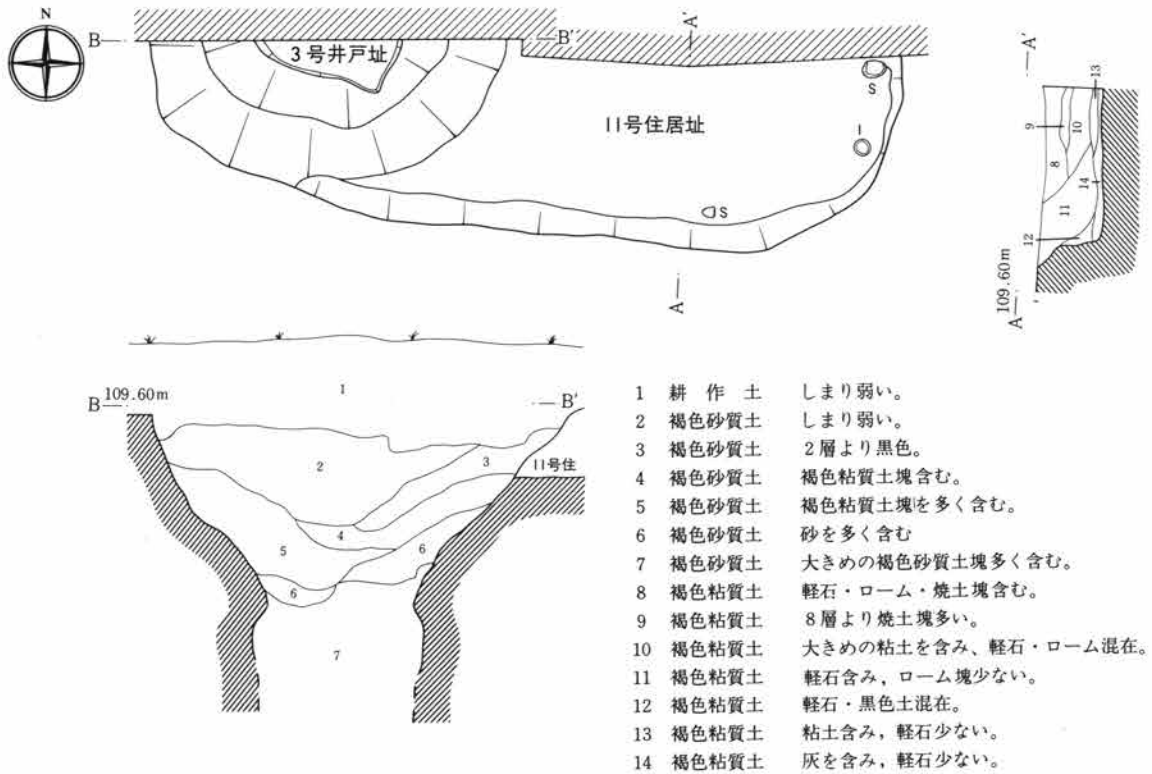 N
B
B'
A'
3号井戸址
11号住居址
S
1
S
A
A'
13
9
10
8
14
11
12
109.60m
A
1
B 109.60m
B'
2
3
11号住
4
5
6
6
7
1 耕作土 しまり弱い。
2 褐色砂質土 しまり弱い。
3 褐色砂質土 2層より黒色。
4 褐色砂質土 褐色粘質土塊含む。
5 褐色砂質土 褐色粘質土塊を多く含む。
6 褐色砂質土 砂を多く含む
7 褐色砂質土 大きめの褐色砂質土塊多く含む。
8 褐色粘質土 軽石・ローム・焼土塊含む。
9 褐色粘質土 8層より焼土塊多い。
10 褐色粘質土 大きめの粘土を含み、軽石・ローム混在。
11 褐色粘質土 軽石含み，ローム塊少ない。
12 褐色粘質土 軽石・黒色土混在。
13 褐色粘質土 粘土含み，軽石少ない。
14 褐色粘質土 灰を含み，軽石少ない。